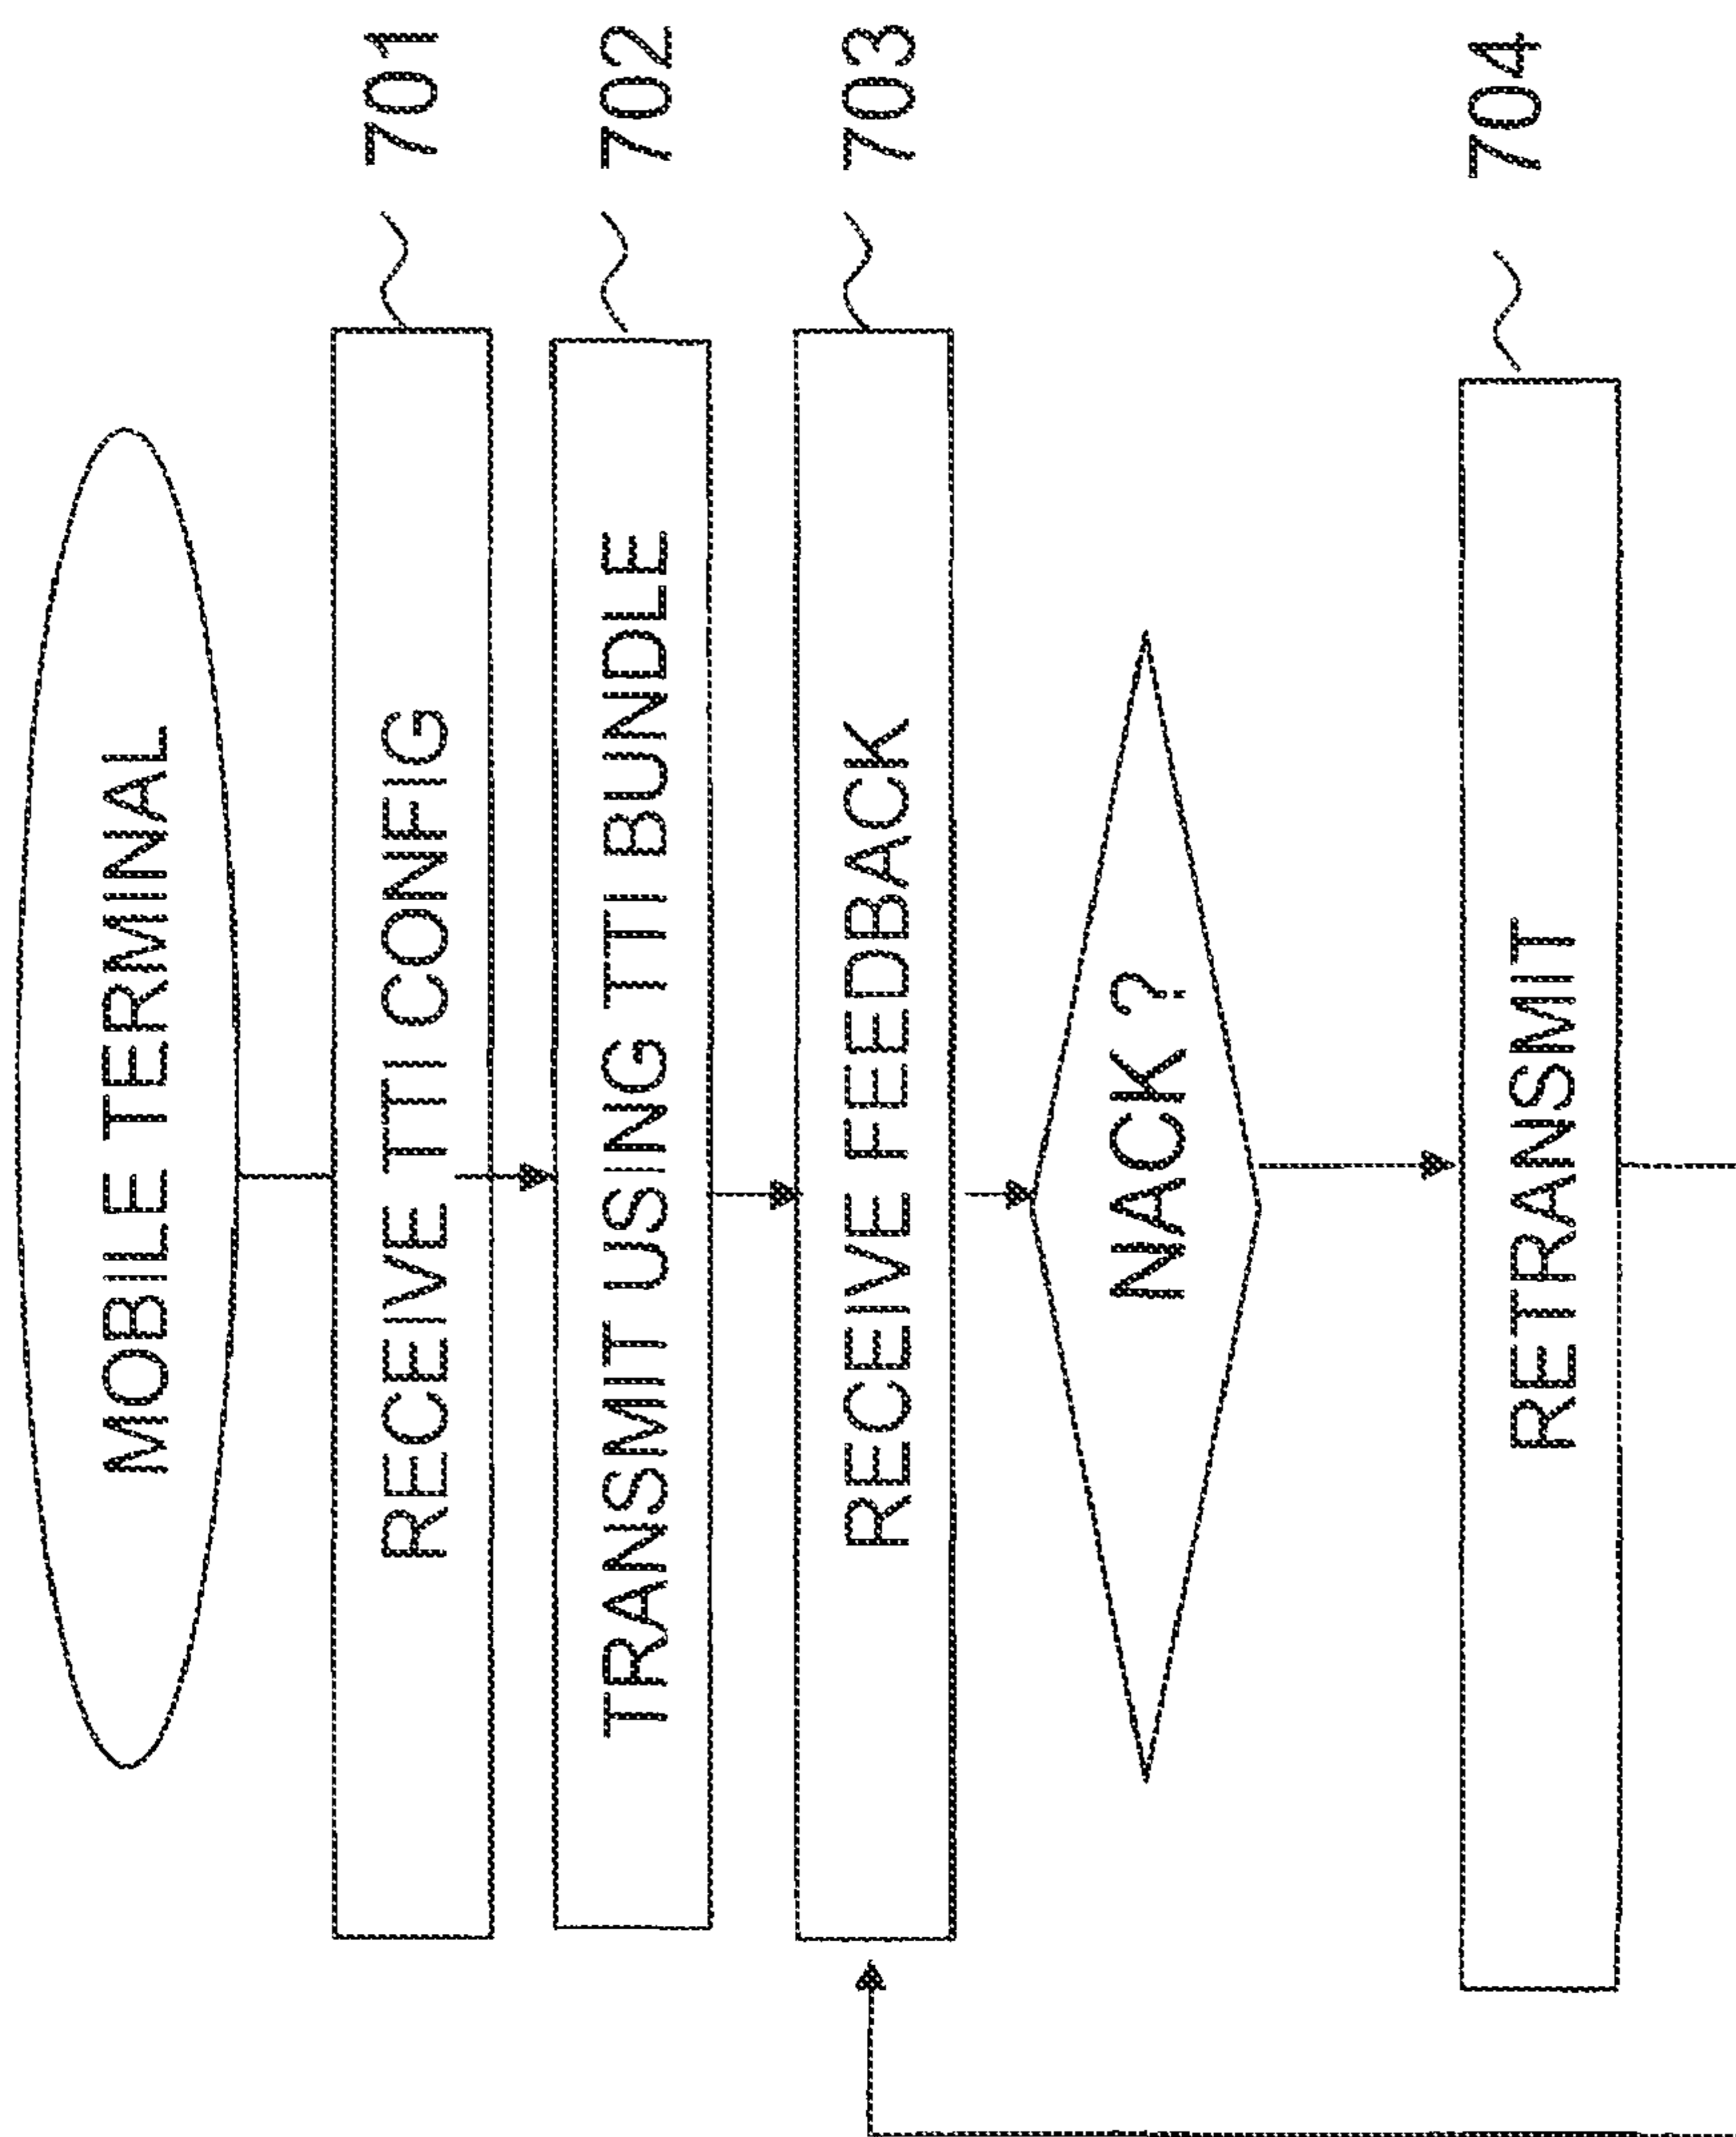 MOBILE TERMINAL
RECEIVE TTI CONFIG
701
TRANSMIT USING TTI BUNDLE
702
RECEIVE FEEDBACK
703
NACK ?
RETRANSMIT
704